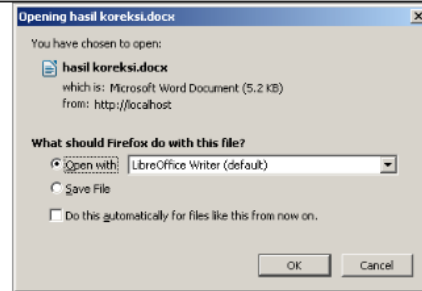 Opening hasil koreksi.docx
You have chosen to open:
hasil koreksi.docx
which is: Microsoft Word Document (5.2 KB)
from: http://localhost
What should Firefox do with this file?
Open with LibreOffice Writer (default)
Save File
Do this automatically for files like this from now on.
OK Cancel